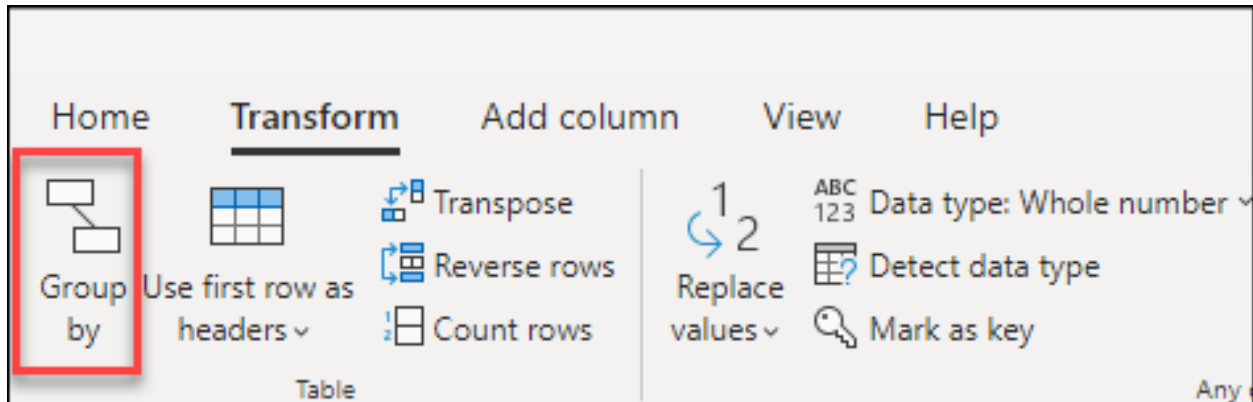 Home Transform Add column View Help
Group by
Use first row as headers
Transpose
Reverse rows
Count rows
Table
1 2
Replace values
ABC 123 Data type: Whole number
Detect data type
Mark as key
Any